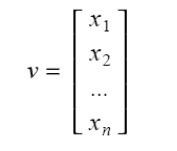 x₁
x₂
v = ...
xₙ